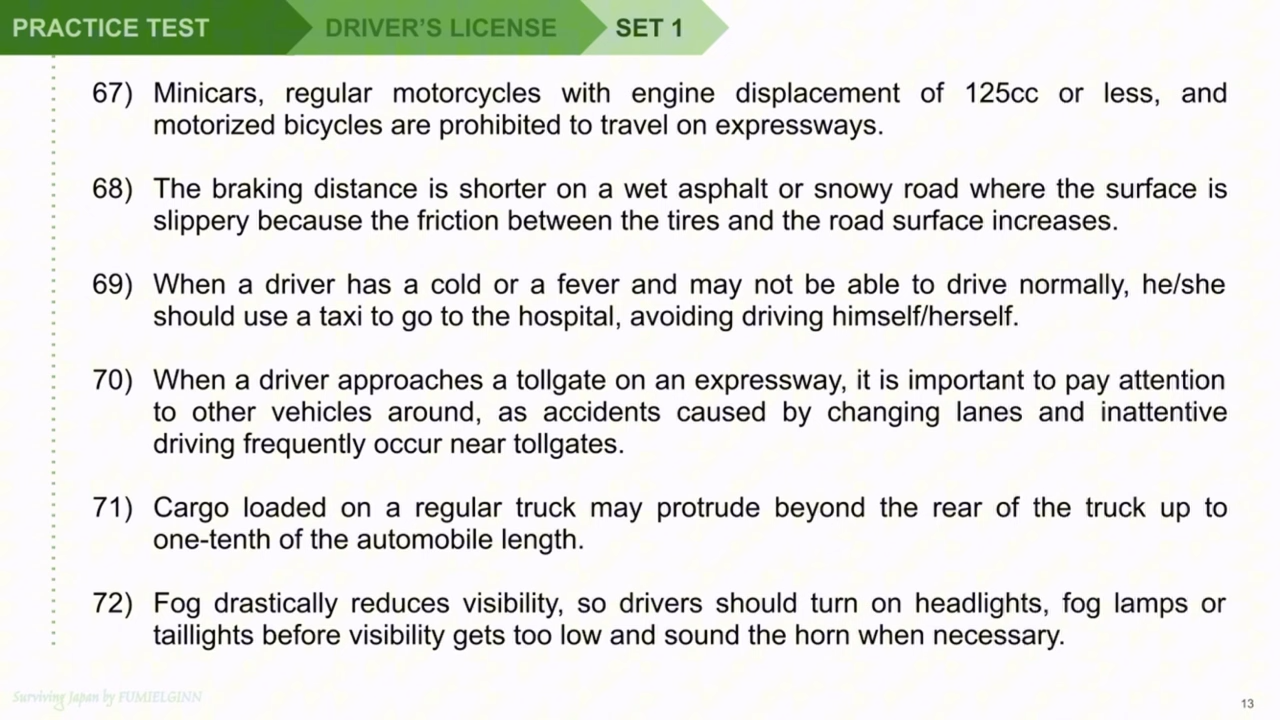 PRACTICE TEST DRIVER'S LICENSE SET 1
67) Minicars, regular motorcycles with engine displacement of 125cc or less, and
motorized bicycles are prohibited to travel on expressways.
68) The braking distance is shorter on a wet asphalt or snowy road where the surface is
slippery because the friction between the tires and the road surface increases.
69) When a driver has a cold or a fever and may not be able to drive normally, he/she
should use a taxi to go to the hospital, avoiding driving himself/herself.
70) When a driver approaches a tollgate on an expressway, it is important to pay attention
to other vehicles around, as accidents caused by changing lanes and inattentive
driving frequently occur near tollgates.
71) Cargo loaded on a regular truck may protrude beyond the rear of the truck up to
one-tenth of the automobile length.
72) Fog drastically reduces visibility, so drivers should turn on headlights, fog lamps or
taillights before visibility gets too low and sound the horn when necessary.
Surviving Japan by FUMIELGINN
13